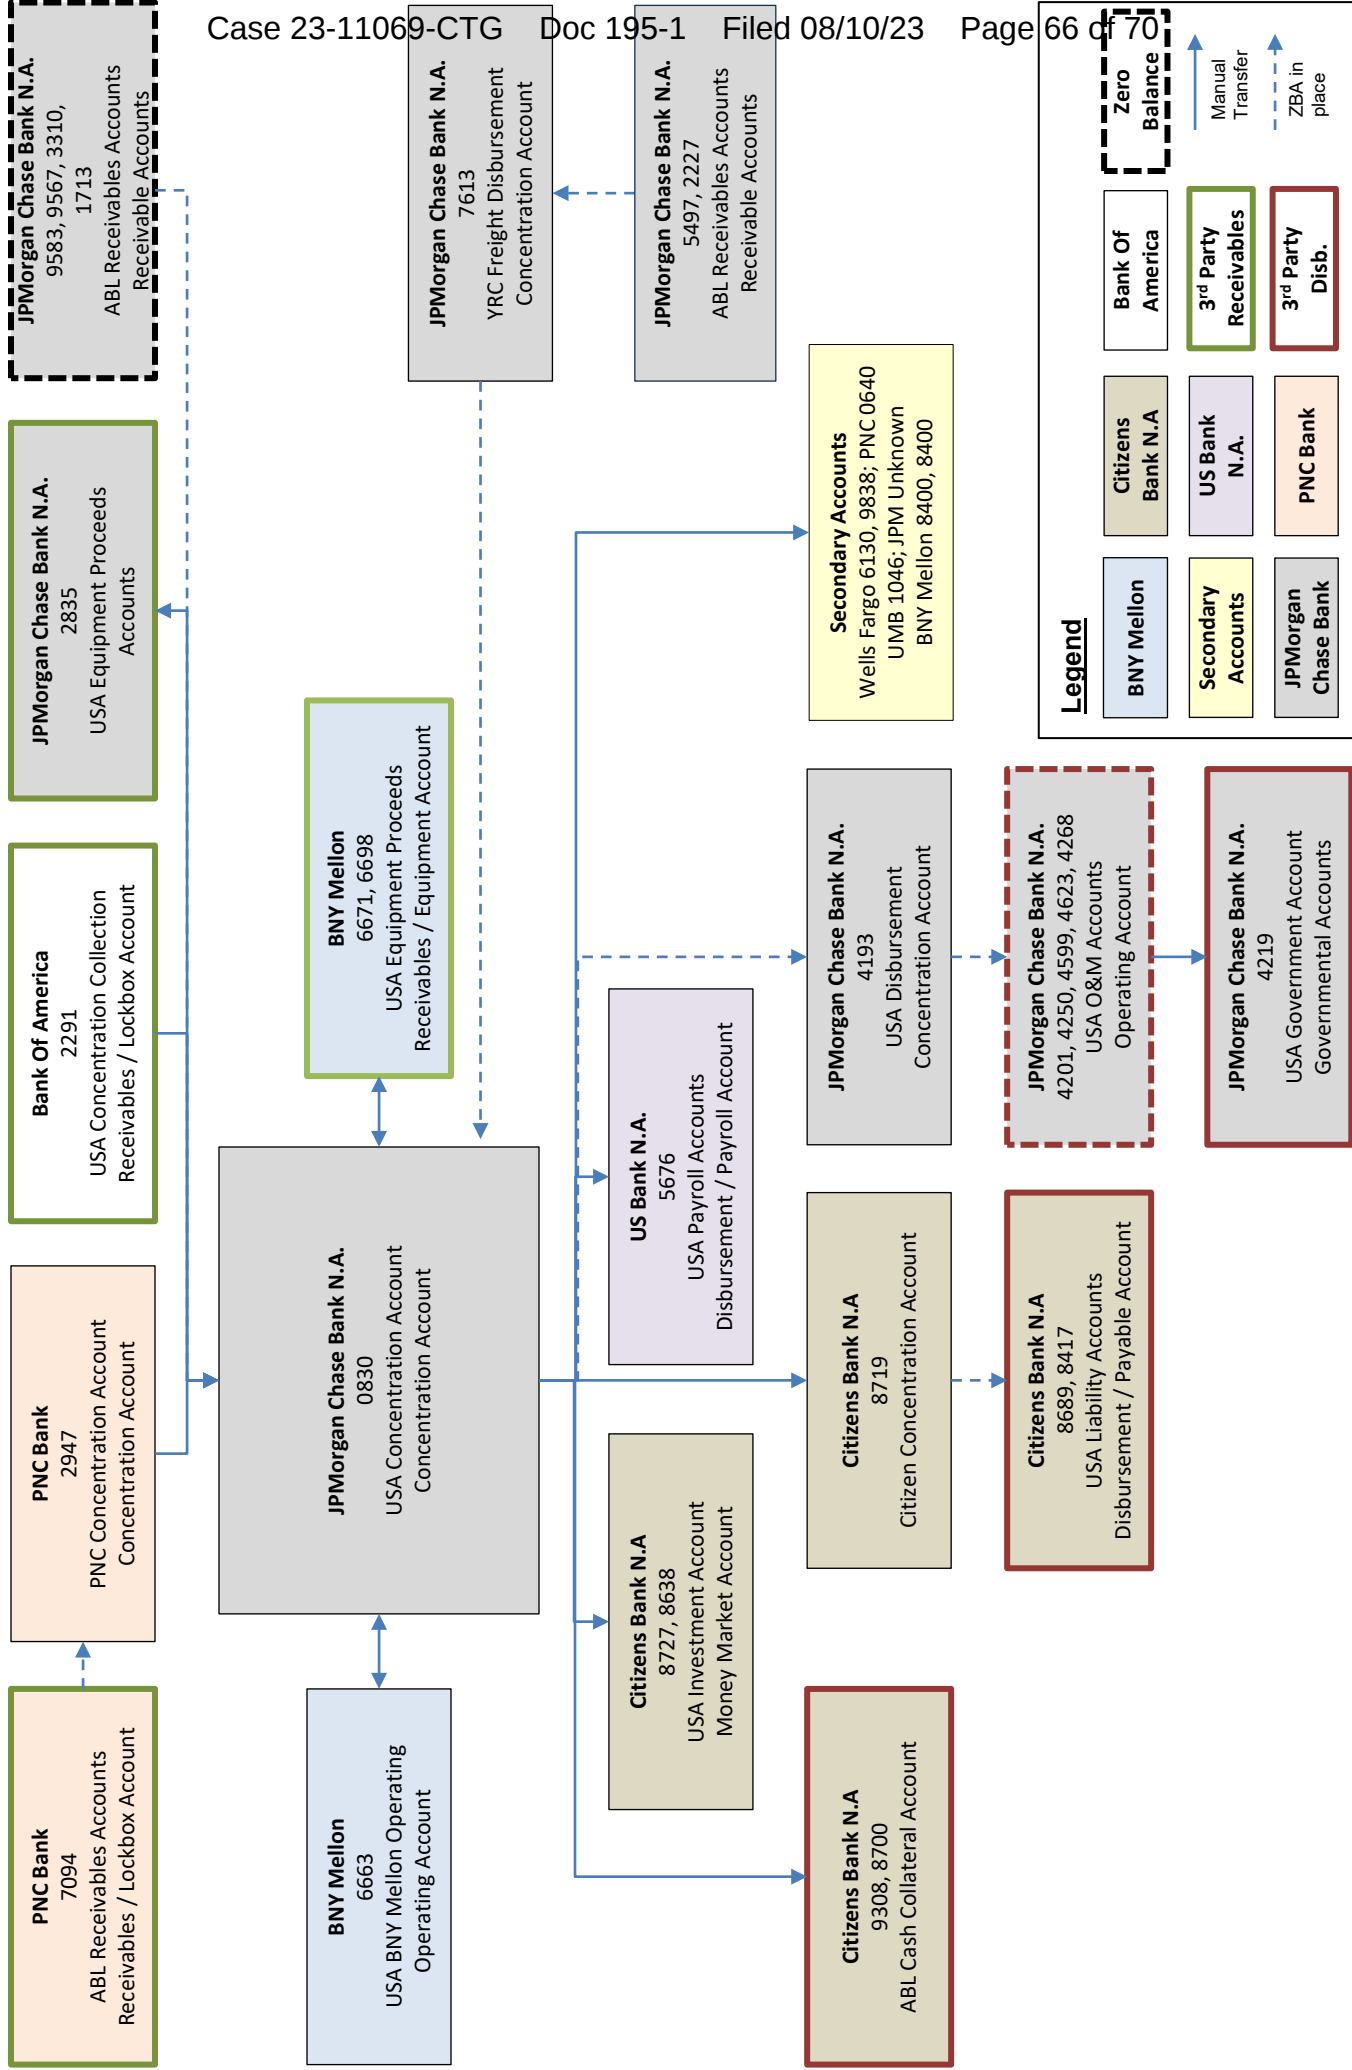 Case 23-11069-CTG Doc 195-1 Filed 08/10/23 Page 66 of 70
PNC Bank
7094
ABL Receivables Accounts
Receivables / Lockbox Account
PNC Bank
2947
PNC Concentration Account
Concentration Account
Bank Of America
2291
USA Concentration Collection
Receivables / Lockbox Account
JPMorgan Chase Bank N.A.
2835
USA Equipment Proceeds
Accounts
JPMorgan Chase Bank N.A.
9583, 9567, 3310,
1713
ABL Receivables Accounts
Receivable Accounts
BNY Mellon
6663
USA BNY Mellon Operating
Operating Account
JPMorgan Chase Bank N.A.
0830
USA Concentration Account
Concentration Account
BNY Mellon
6671, 6698
USA Equipment Proceeds
Receivables / Equipment Account
JPMorgan Chase Bank N.A.
7613
YRC Freight Disbursement
Concentration Account
JPMorgan Chase Bank N.A.
5497, 2227
ABL Receivables Accounts
Receivable Accounts
Citizens Bank N.A
8727, 8638
USA Investment Account
Money Market Account
US Bank N.A.
5676
USA Payroll Accounts
Disbursement / Payroll Account
Citizens Bank N.A
9308, 8700
ABL Cash Collateral Account
Citizens Bank N.A
8719
Citizen Concentration Account
JPMorgan Chase Bank N.A.
4193
USA Disbursement
Concentration Account
Secondary Accounts
Wells Fargo 6130, 9838; PNC 0640
UMB 1046; JPM Unknown
BNY Mellon 8400, 8400
Citizens Bank N.A
8689, 8417
USA Liability Accounts
Disbursement / Payable Account
JPMorgan Chase Bank N.A.
4201, 4250, 4599, 4623, 4268
USA O&M Accounts
Operating Account
JPMorgan Chase Bank N.A.
4219
USA Government Account
Governmental Accounts
Legend
BNY Mellon
Citizens
Bank N.A
Bank Of
America
Zero
Balance
Secondary
Accounts
US Bank
N.A.
3rd Party
Receivables
Manual
Transfer
JPMorgan
Chase Bank
PNC Bank
3rd Party
Disb.
ZBA in
place